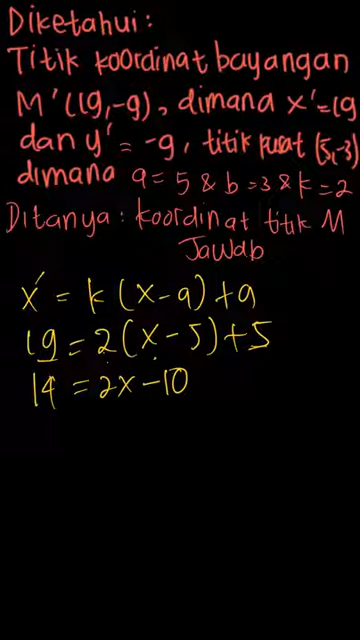 Diketahui:
Titik koordinat bayangan
M'(19,-9), dimana x'=19
dan y' = -9, titik pusat (5,-3)
dimana a = 5 & b =3 & k = 2
Ditanya: koordinat titik M
Jawab
x' = k (x - a) + a
19 = 2 (x - 5) + 5
14 = 2x - 10